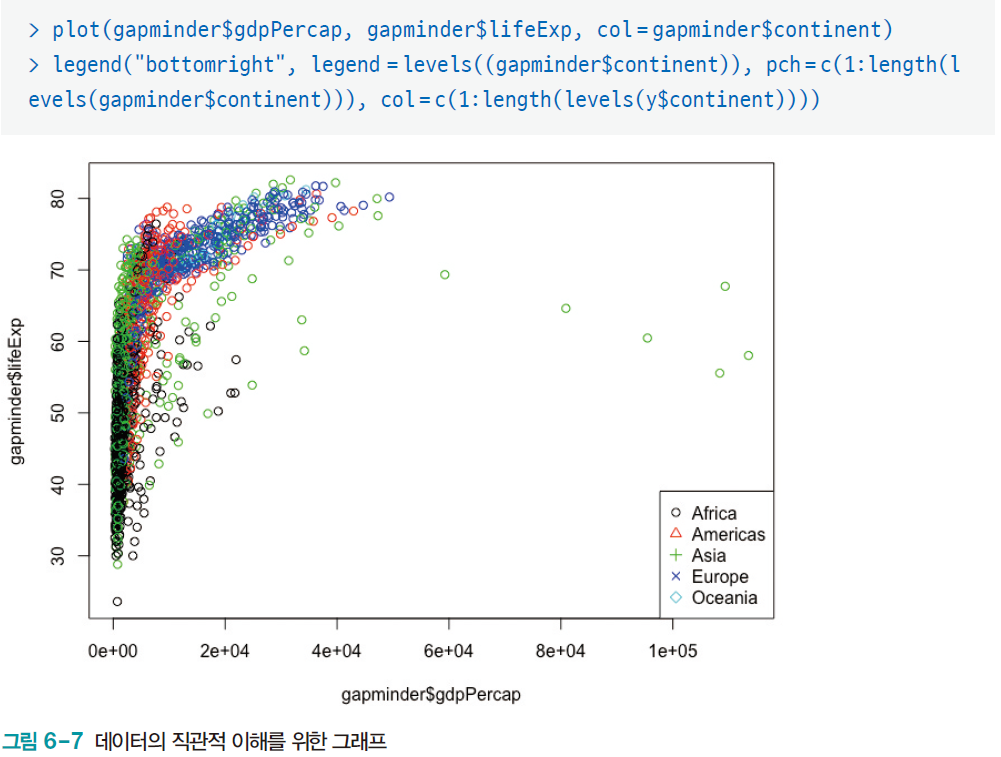 > plot(gapminder$gdpPercap, gapminder$lifeExp, col=gapminder$continent)
> legend("bottomright", legend =levels((gapminder$continent)), pch=c(1:length(l
evels(gapminder$continent))), col=c(1:length(levels(y$continent))))
80
70
60
50
40
30
gapminder$lifeExp
Africa
Americas
Asia
Europe
Oceania
0e+00 2e+04 4e+04 6e+04 8e+04 1e+05
gapminder$gdpPercap
그림 6-7 데이터의 직관적 이해를 위한 그래프